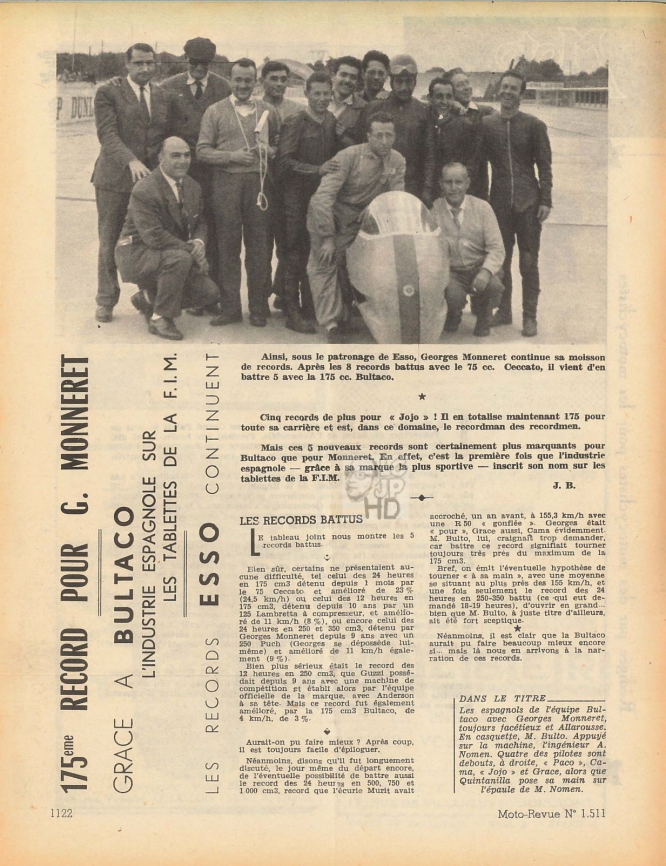 P DUNL
175eme RECORD POUR G. MONNERET
GRACE A BULTACO
L'INDUSTRIE ESPAGNOLE SUR
LES TABLETTES DE LA F.I.M.
LES RECORDS ESSO CONTINUENT
Ainsi, sous le patronage de Esso, Georges Monneret continue sa moisson
de records. Après les 8 records battus avec le 75 cc. Ceccato, il vient d'en
battre 5 avec la 175 cc. Bultaco.
Cinq records de plus pour « Jojo » ! Il en totalise maintenant 175 pour
toute sa carrière et est, dans ce domaine, le recordman des recordmen.
Mais ces 5 nouveaux records sont certainement plus marquants pour
Bultaco que pour Monneret. En effet, c'est la première fois que l'industrie
espagnole — grâce à sa marque la plus sportive — inscrit son nom sur les
tablettes de la F.I.M.
J. B.
HD
LES RECORDS BATTUS
LE tableau joint nous montre les 5
records battus.
Bien sûr, certains ne présentaient au-
cune difficulté, tel celui des 24 heures
en 175 cm3 détenu depuis 1 mois par
le 75 Ceccato et amélioré de 23 %
(24,5 km/h) ou celui des 12 heures en
175 cm3, détenu depuis 10 ans par un
125 Lambretta à compresseur, et amélio-
ré de 11 km/h (8 %), ou encore celui des
24 heures en 250 et 350 cm3, détenu par
Georges Monneret depuis 9 ans avec un
250 Puch (Georges se dépossède lui-
même) et amélioré de 11 km/h égale-
ment (9 %).
Bien plus sérieux était le record des
12 heures en 250 cm3, que Guzzi possé-
dait depuis 9 ans avec une machine de
compétition et établi alors par l'équipe
officielle de la marque, avec Anderson
à sa tête. Mais ce record fut également
amélioré, par la 175 cm3 Bultaco, de
4 km/h, de 3 %.
Aurait-on pu faire mieux ? Après coup,
il est toujours facile d'épiloguer.
Néanmoins, disons qu'il fut longuement
discuté, le jour même du départ encore,
de l'éventuelle possibilité de battre aussi
le record des 24 heures en 500, 750 et
1.000 cm3, record que l'écurie Murit avait
accroché, un an avant, à 155,3 km/h avec
une R 50 « gonflée ». Georges était
« pour », Grace aussi, Cama évidemment.
M. Bulto, lui, craignait trop demander,
car battre ce record signifiait tourner
toujours très près du maximum de la
175 cm3.
Bref, on émit l'éventuelle hypothèse de
tourner « à sa main », avec une moyenne
se situant au plus près des 155 km/h, et
une fois seulement le record des 24
heures en 250-350 battu (ce qui eut de-
mandé 18-19 heures), d'ouvrir en grand...
bien que M. Bulto, à juste titre d'ailleurs,
ait été fort sceptique.
Néanmoins, il est clair que la Bultaco
aurait pu faire beaucoup mieux encore
si... mais là nous en arrivons à la nar-
ration de ces records.
DANS LE TITRE
Les espagnols de l'équipe Bul-
taco avec Georges Monneret,
toujours facétieux et Allarousse.
En casquette, M. Bulto. Appuyé
sur la machine, l'ingénieur A.
Nomen. Quatre des pilotes sont
debouts, à droite, « Paco », Ca-
ma, « Jojo » et Grace, alors que
Quintanilla pose sa main sur
l'épaule de M. Nomen.
1122
Moto-Revue N° 1.511